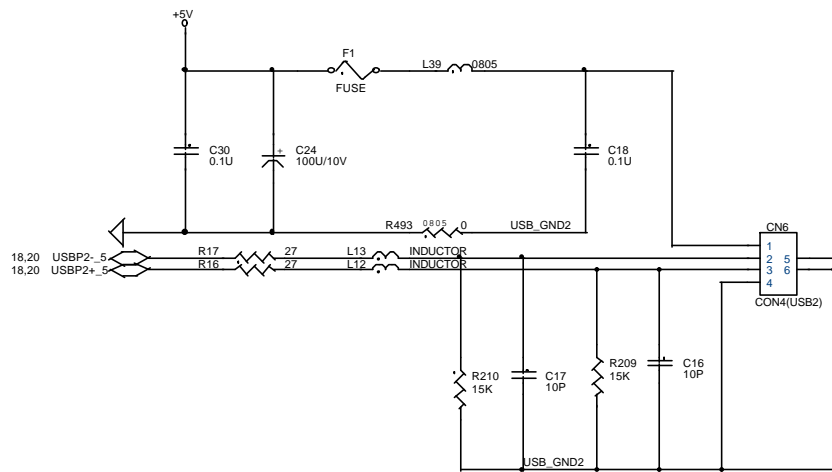 +5V
F1
FUSE
L39 0805
C30
0.1U
C24
+
100U/10V
C18
0.1U
R493 0805 0 USB_GND2
CN6
1
2 5
3 6
4
CON4(USB2)
18,20 USBP2-_5 R17 27 L13 INDUCTOR
18,20 USBP2+_5 R16 27 L12 INDUCTOR
R210
15K
C17
10P
R209
15K
C16
10P
USB_GND2